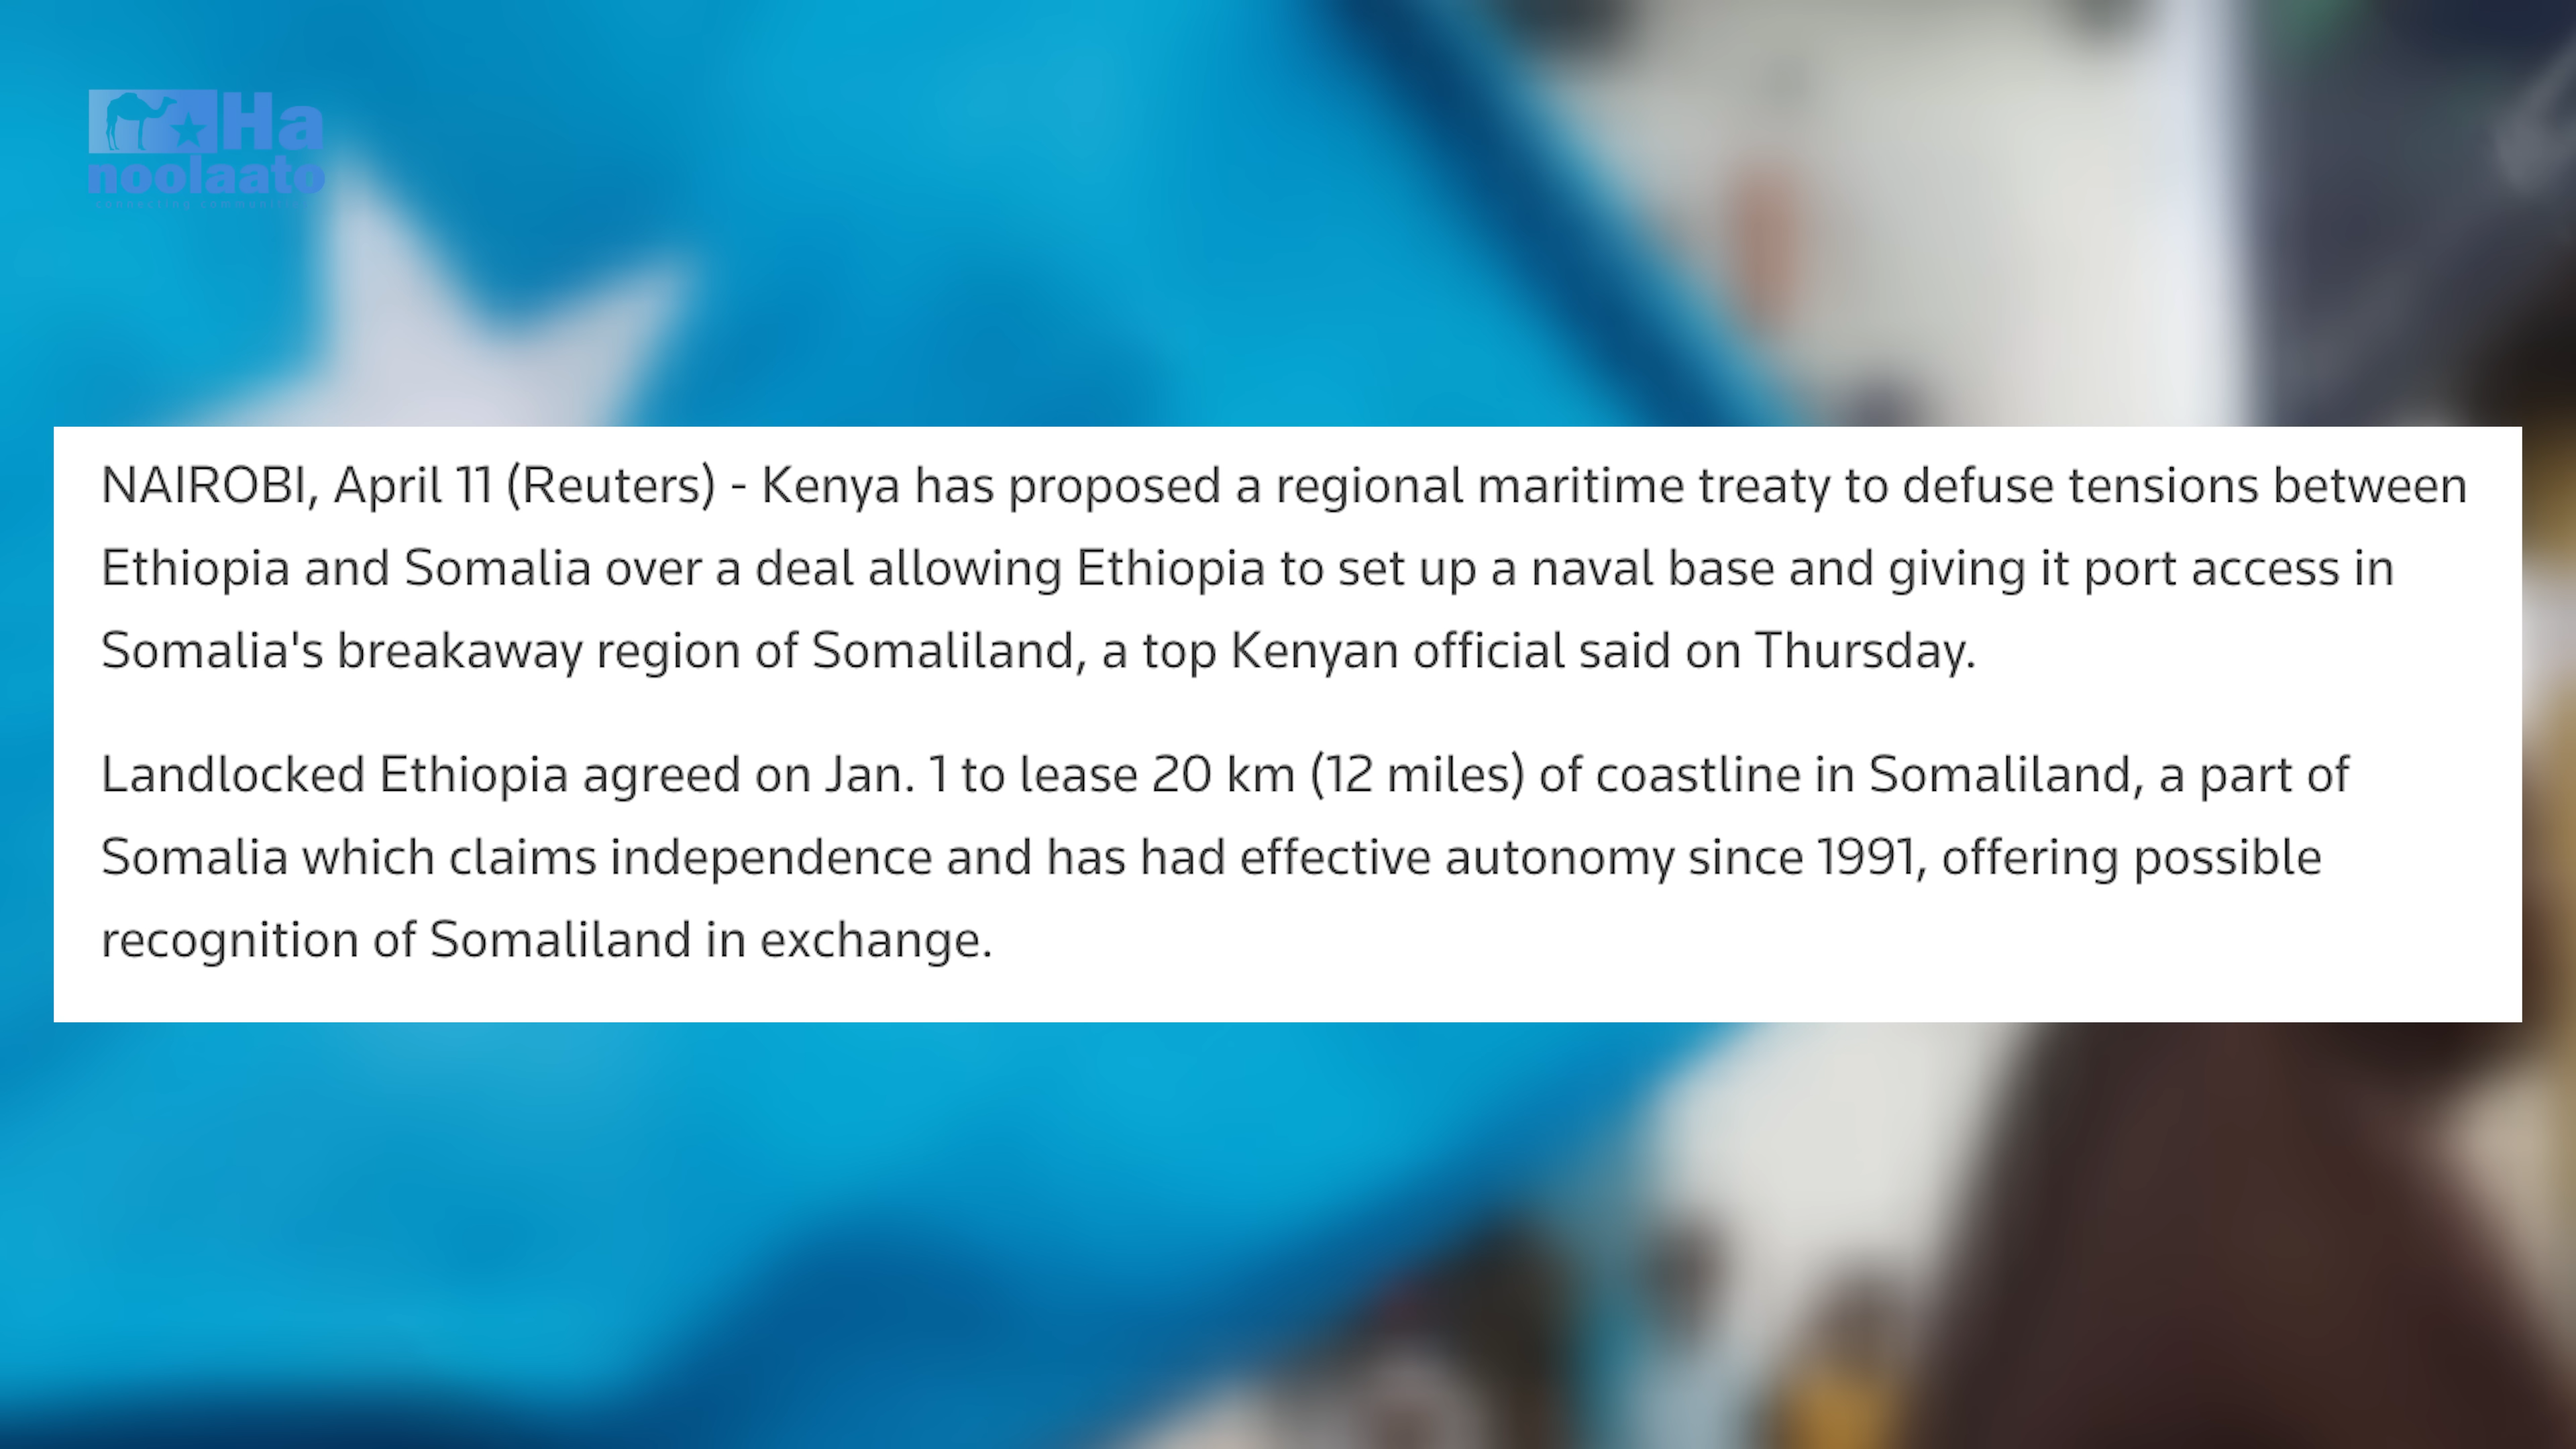 Ha
noolaato
NAIROBI, April 11 (Reuters) - Kenya has proposed a regional maritime treaty to defuse tensions between
Ethiopia and Somalia over a deal allowing Ethiopia to set up a naval base and giving it port access in
Somalia's breakaway region of Somaliland, a top Kenyan official said on Thursday.
Landlocked Ethiopia agreed on Jan. 1 to lease 20 km (12 miles) of coastline in Somaliland, a part of
Somalia which claims independence and has had effective autonomy since 1991, offering possible
recognition of Somaliland in exchange.